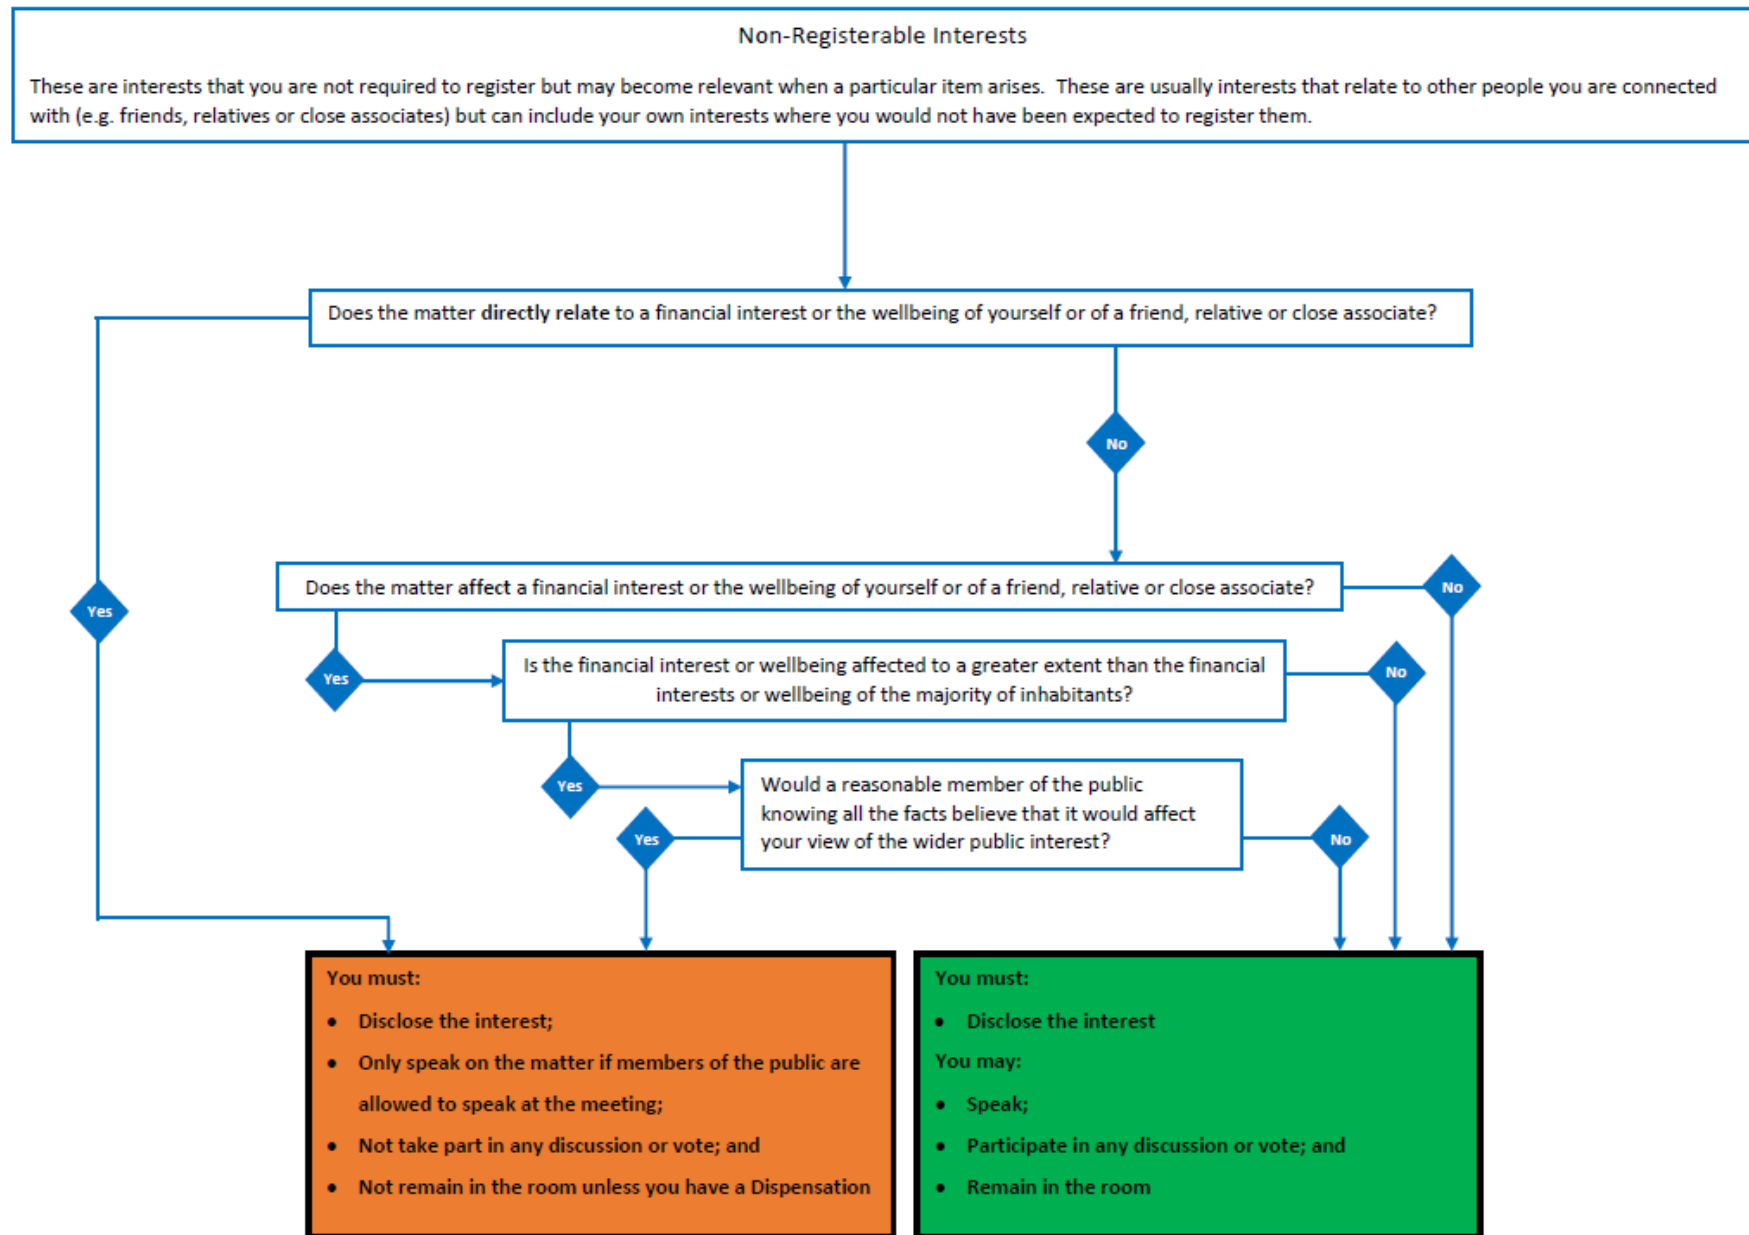 Non-Registerable Interests
These are interests that you are not required to register but may become relevant when a particular item arises.  These are usually interests that relate to other people you are connected
with (e.g. friends, relatives or close associates) but can include your own interests where you would not have been expected to register them.
Does the matter directly relate to a financial interest or the wellbeing of yourself or of a friend, relative or close associate?
No
Does the matter affect a financial interest or the wellbeing of yourself or of a friend, relative or close associate?
No
Yes
Is the financial interest or wellbeing affected to a greater extent than the financial
interests or wellbeing of the majority of inhabitants?
No
Yes
Yes
Would a reasonable member of the public
knowing all the facts believe that it would affect
your view of the wider public interest?
Yes
No
You must:
• Disclose the interest;
• Only speak on the matter if members of the public are
allowed to speak at the meeting;
• Not take part in any discussion or vote; and
• Not remain in the room unless you have a Dispensation
You must:
• Disclose the interest
You may:
• Speak;
• Participate in any discussion or vote; and
• Remain in the room